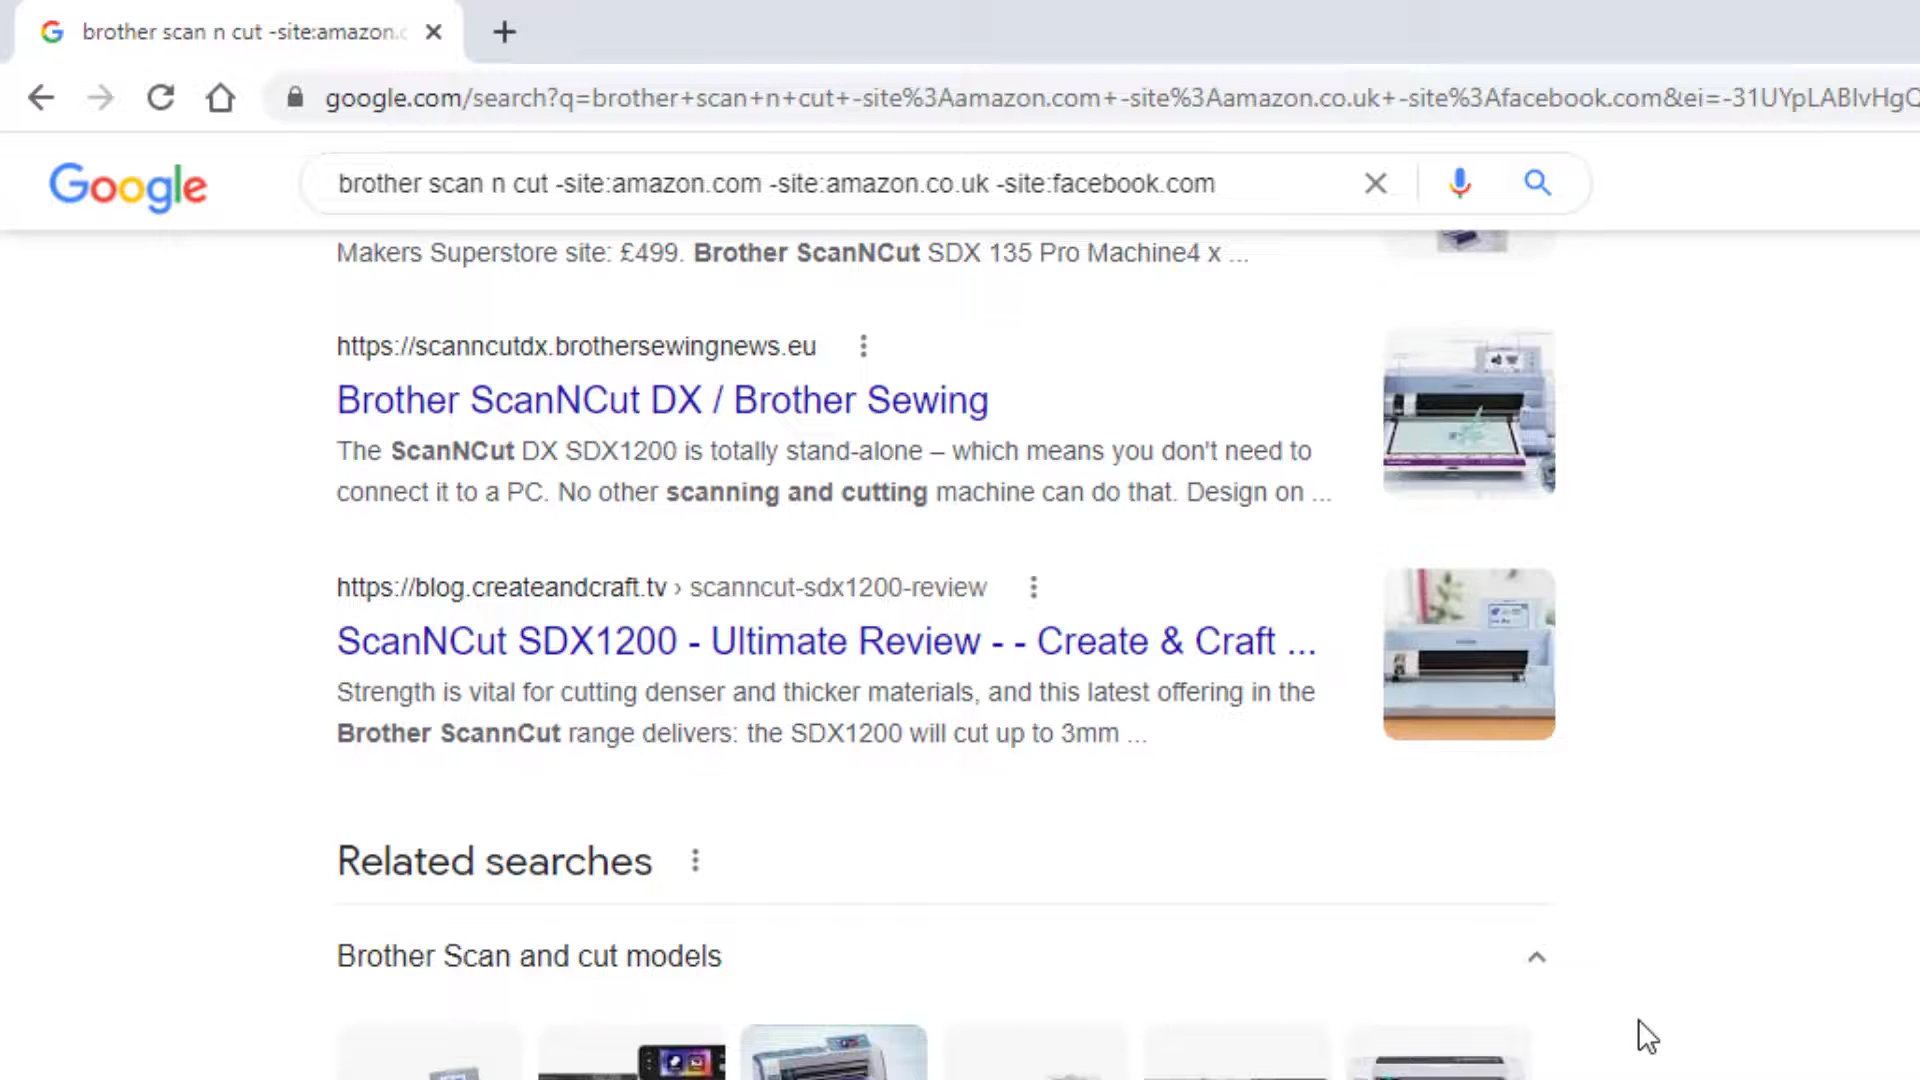 brother scan n cut -site:amazon.c
google.com/search?q=brother+scan+n+cut+-site%3Aamazon.com+-site%3Aamazon.co.uk+-site%3Afacebook.com&ei=-31UYpLABIvHgQ
Google
brother scan n cut -site:amazon.com -site:amazon.co.uk -site:facebook.com
Makers Superstore site: £499. Brother ScanNCut SDX 135 Pro Machine4 x ...
https://scanncutdx.brothersewingnews.eu
Brother ScanNCut DX / Brother Sewing
The ScanNCut DX SDX1200 is totally stand-alone – which means you don't need to
connect it to a PC. No other scanning and cutting machine can do that. Design on ...
https://blog.createandcraft.tv › scanncut-sdx1200-review
ScanNCut SDX1200 - Ultimate Review - - Create & Craft ...
Strength is vital for cutting denser and thicker materials, and this latest offering in the
Brother ScannCut range delivers: the SDX1200 will cut up to 3mm ...
Related searches
Brother Scan and cut models